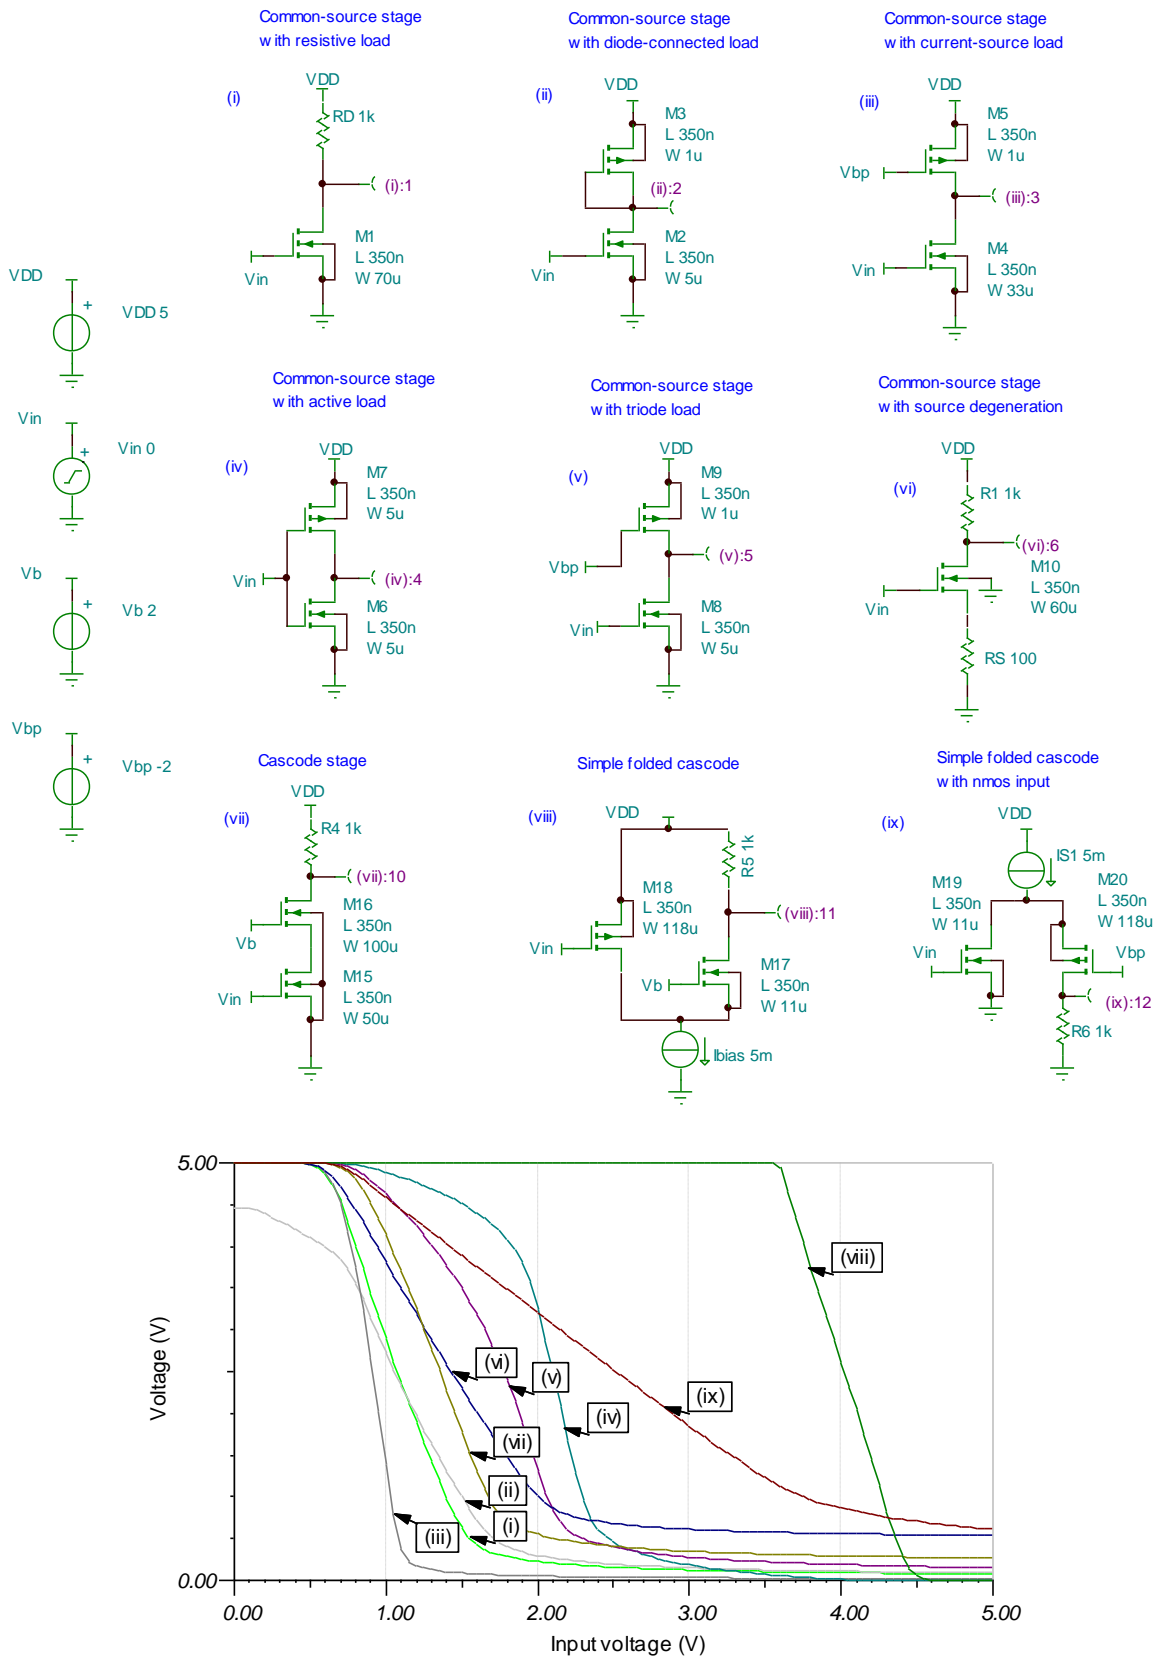 Common-source stage
with resistive load
Common-source stage
with diode-connected load
Common-source stage
with current-source load
(i)
VDD
RD 1k
(i):1
M1
L 350n
W 70u
Vin
(ii)
VDD
M3
L 350n
W 1u
(ii):2
M2
L 350n
W 5u
Vin
(iii)
VDD
M5
L 350n
W 1u
Vbp
(iii):3
M4
L 350n
W 33u
Vin
VDD
+
VDD 5
Vin
+
Vin 0
Vb
+
Vb 2
Vbp
+
Vbp -2
Common-source stage
with active load
Common-source stage
with triode load
Common-source stage
with source degeneration
(iv)
VDD
M7
L 350n
W 5u
Vin
(iv):4
M6
L 350n
W 5u
(v)
VDD
M9
L 350n
W 1u
(v):5
Vbp
M8
L 350n
W 5u
Vin
(vi)
VDD
R1 1k
(vi):6
M10
L 350n
W 60u
Vin
RS 100
Cascode stage
Simple folded cascode
Simple folded cascode
with nmos input
(vii)
VDD
R4 1k
(vii):10
M16
L 350n
W 100u
Vb
M15
L 350n
W 50u
Vin
(viii)
VDD
R5 1k
M18
L 350n
W 118u
(viii):11
Vin
M17
L 350n
W 11u
Vb
Ibias 5m
(ix)
VDD
IS1 5m
M19
L 350n
W 11u
M20
L 350n
W 118u
Vin
Vbp
(ix):12
R6 1k
5.00
Voltage (V)
0.00
(viii)
(vi)
(v)
(ix)
(iv)
(vii)
(ii)
(i)
(iii)
0.00
1.00
2.00
3.00
4.00
5.00
Input voltage (V)